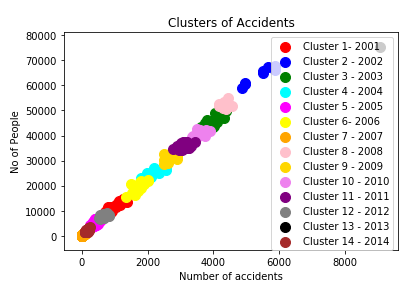 Clusters of Accidents
80000
70000
60000
50000
40000
30000
20000
10000
0
No of People
0 2000 4000 6000 8000
Number of accidents
Cluster 1- 2001
Cluster 2 - 2002
Cluster 3 - 2003
Cluster 4 - 2004
Cluster 5 - 2005
Cluster 6- 2006
Cluster 7 - 2007
Cluster 8 - 2008
Cluster 9 - 2009
Cluster 10 - 2010
Cluster 11 - 2011
Cluster 12 - 2012
Cluster 13 - 2013
Cluster 14 - 2014